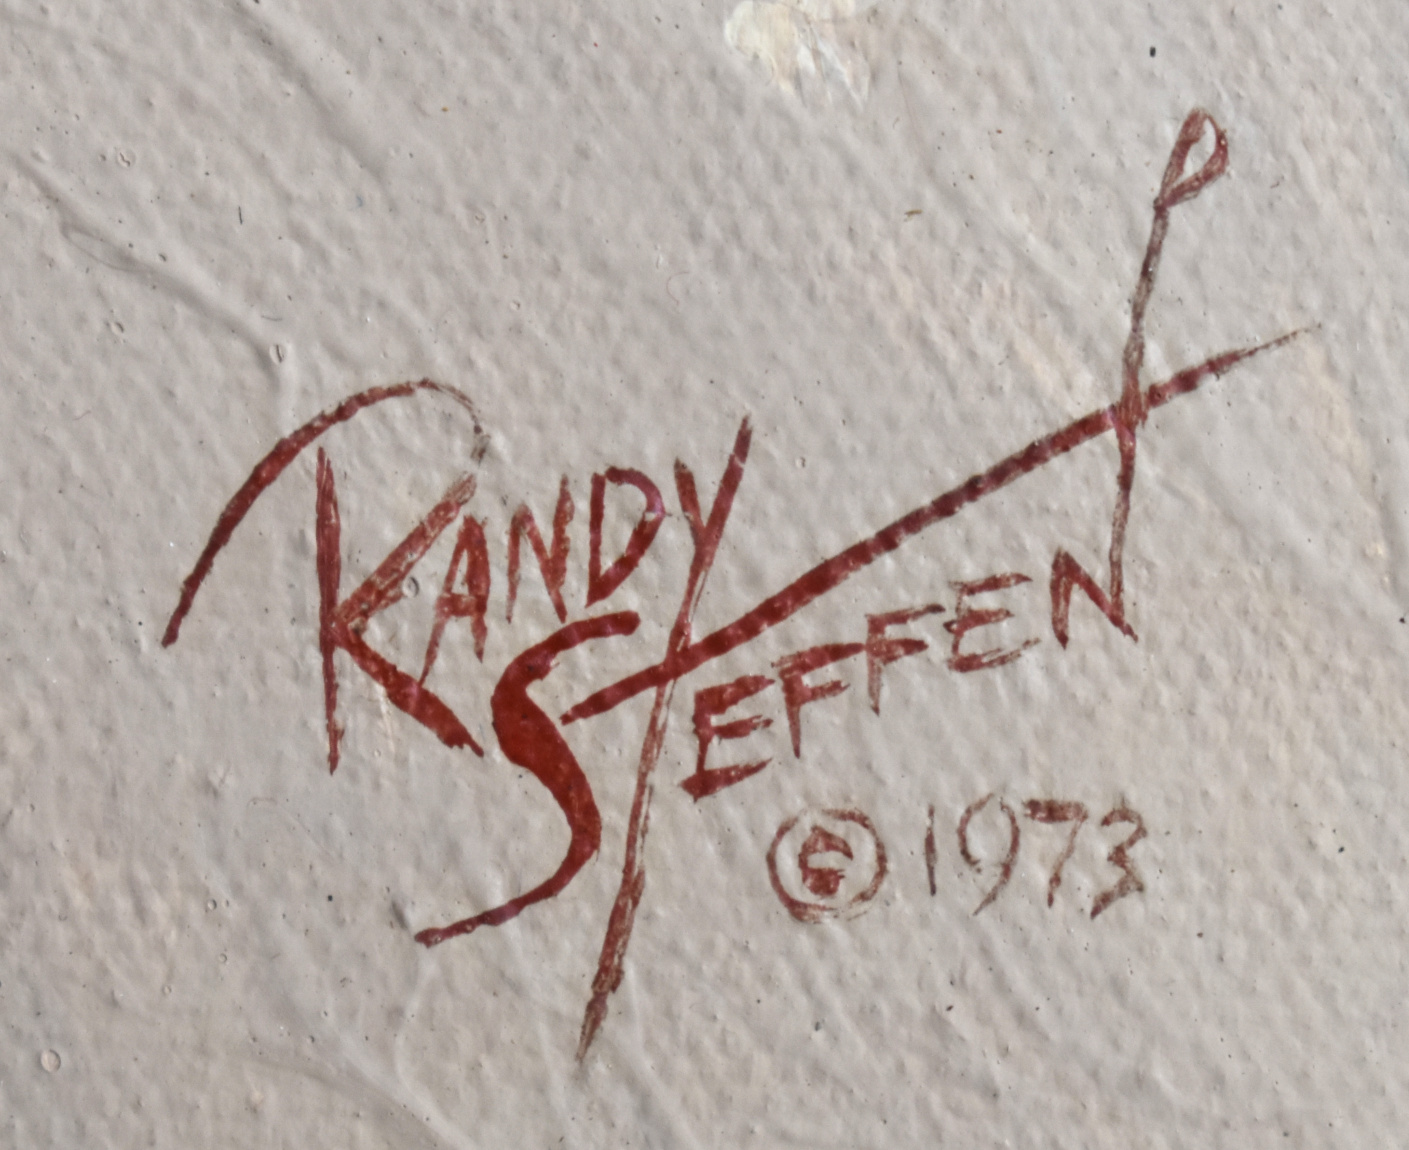 RANDY
STEFFEN
© 1973